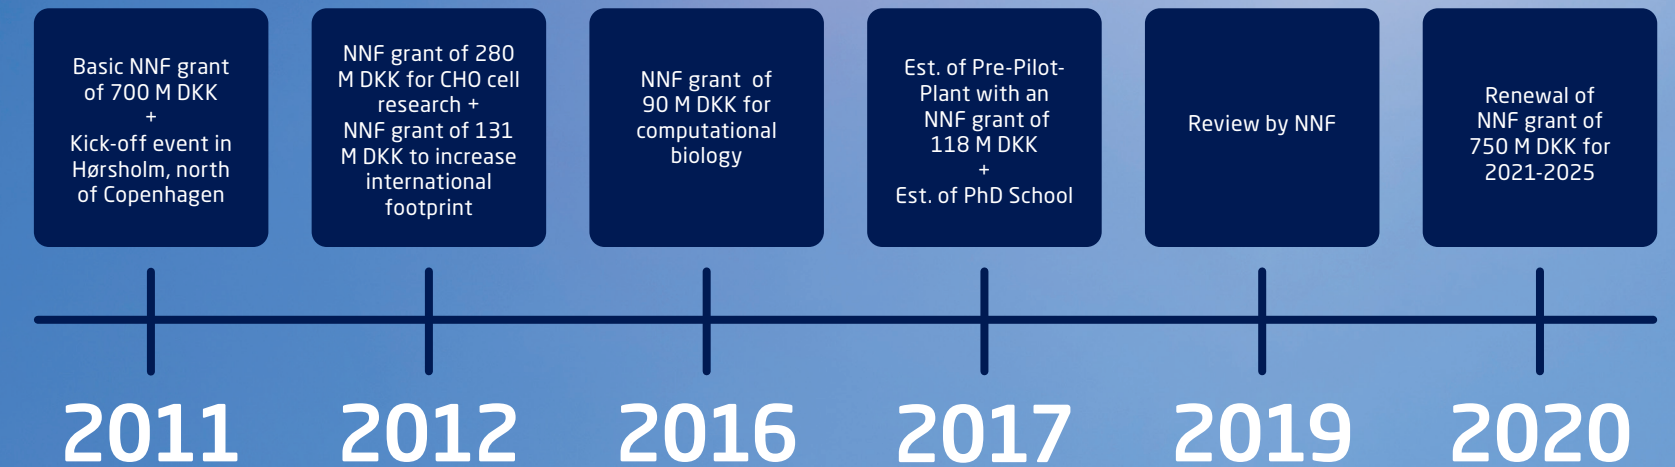 Basic NNF grant
of 700 M DKK
+
Kick-off event in
Hørsholm, north
of Copenhagen
NNF grant of 280
M DKK for CHO cell
research +
NNF grant of 131
M DKK to increase
international
footprint
NNF grant of
90 M DKK for
computational
biology
Est. of Pre-Pilot-
Plant with an
NNF grant of
118 M DKK
+
Est. of PhD School
Review by NNF
Renewal of
NNF grant of
750 M DKK for
2021-2025
2011
2012
2016
2017
2019
2020